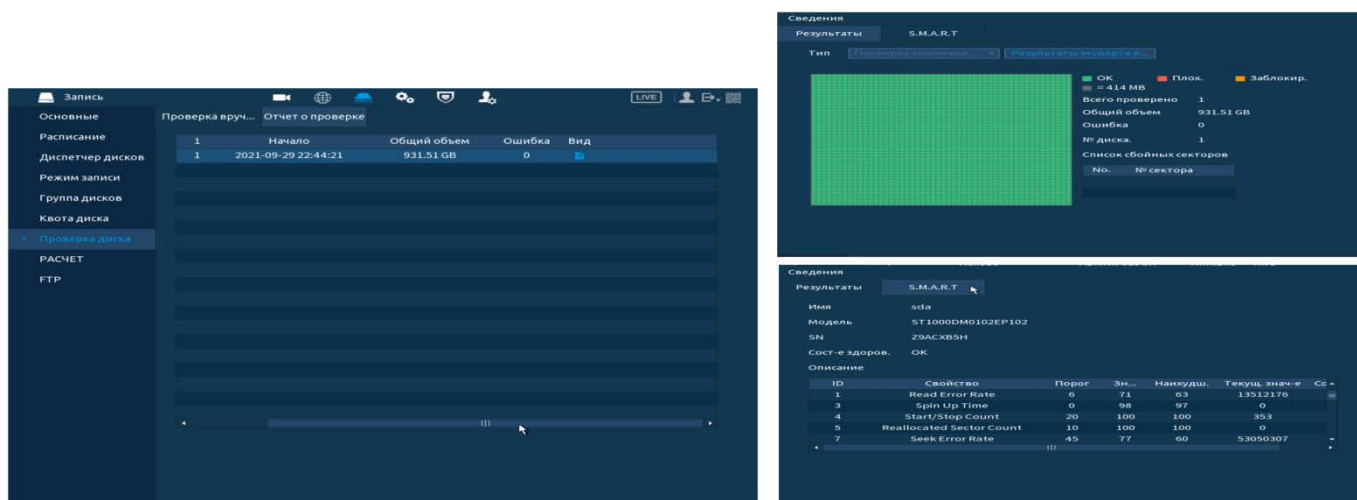 Запись
LIVE
Основные
Расписание
Диспетчер дисков
Режим записи
Группа дисков
Квота диска
Проверка диска
РАСЧЕТ
FTP
Проверка вруч... Отчет о проверке
1 Начало Общий объем Ошибка Вид
1 2021-09-29 22:44:21 931.51 GB 0
Сведения
Результаты S.M.A.R.T
Тип Результаты экспорта р...
OK Плох. Заблокир.
= 414 MB
Всего проверено 1
Общий объем 931.51 GB
Ошибка 0
№ диска, 1
Список сбойных секторов
No. № сектора
Сведения
Результаты S.M.A.R.T
Имя sda
Модель ST1000DM0102EP102
SN Z9ACXB5H
Сост-е здоров. OK
Описание
ID Свойство Порог Зн... Наихудш. Текущ. знач-е Сс
1 Read Error Rate 6 71 63 13512176
3 Spin Up Time 0 98 97 0
4 Start/Stop Count 20 100 100 353
5 Reallocated Sector Count 10 100 100 0
7 Seek Error Rate 45 77 60 53050307